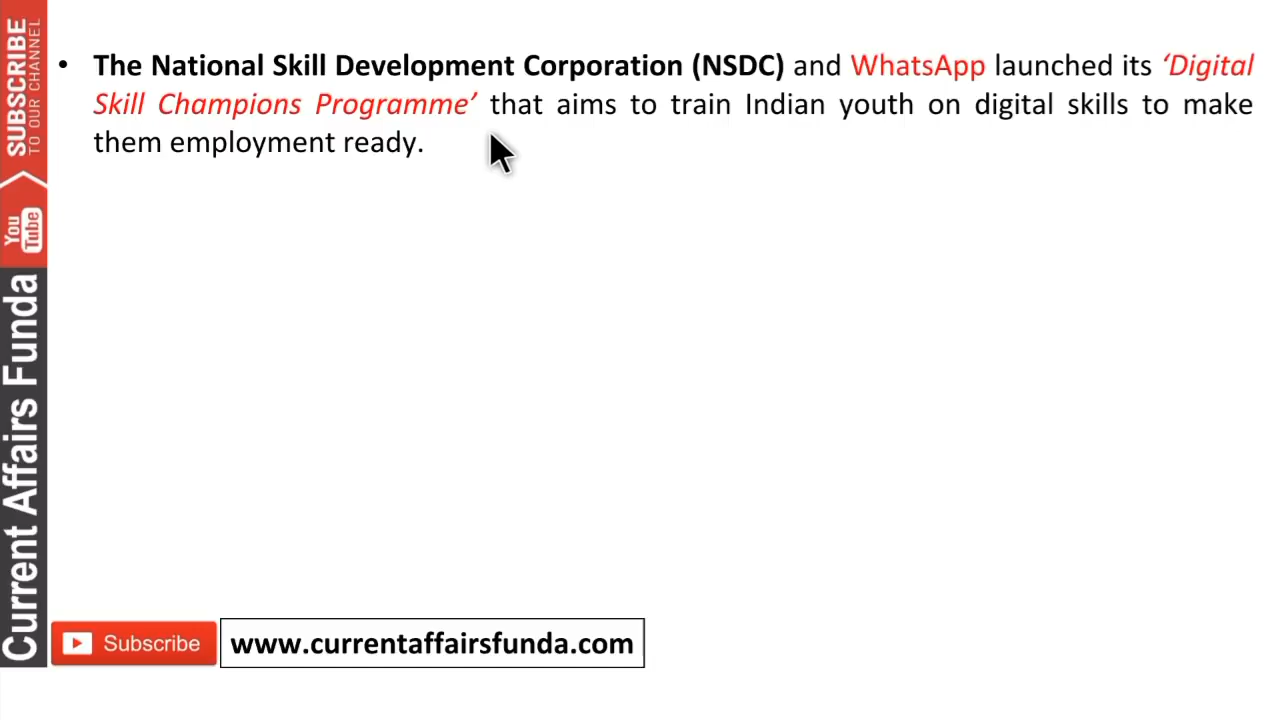 • The National Skill Development Corporation (NSDC) and WhatsApp launched its ‘Digital
Skill Champions Programme’ that aims to train Indian youth on digital skills to make
them employment ready.
SUBSCRIBE
TO OUR CHANNEL
You
Tube
Current Affairs Funda
Subscribe
www.currentaffairsfunda.com